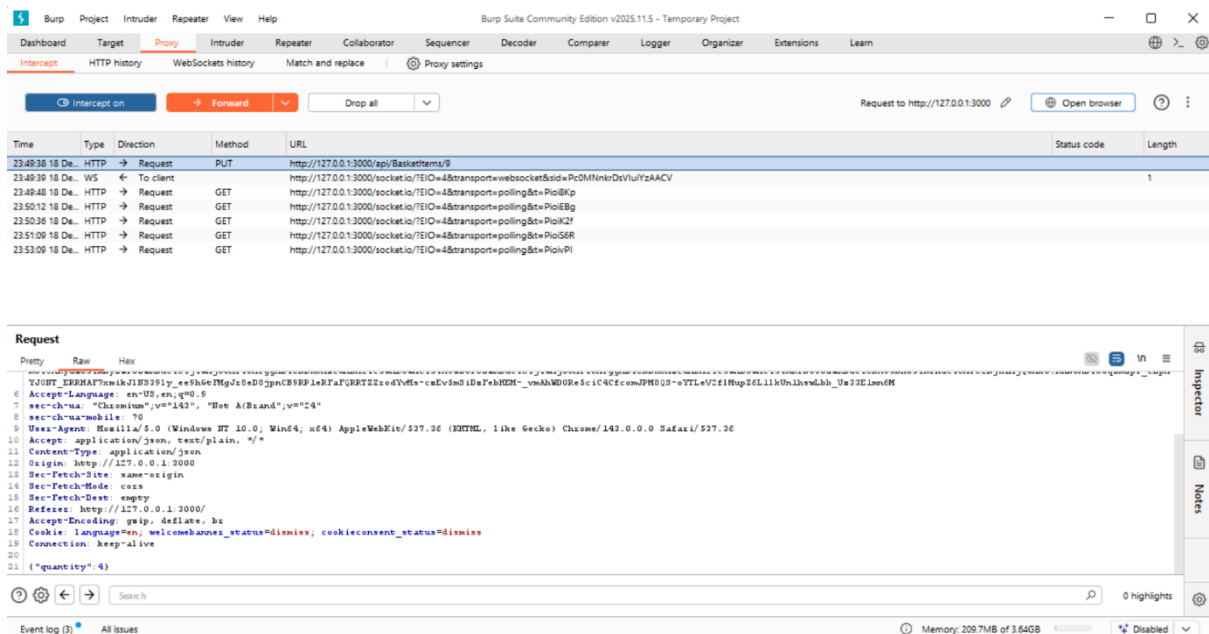 Burp Project Intruder Repeater View Help Burp Suite Community Edition v2025.11.5 - Temporary Project
Dashboard Target Proxy Intruder Repeater Collaborator Sequencer Decoder Comparer Logger Organizer Extensions Learn
Intercept HTTP history WebSockets history Match and replace Proxy settings
Intercept on Forward Drop all Request to http://127.0.0.1:3000 Open browser
Time Type Direction Method URL Status code Length
23:49:38 18 De... HTTP → Request PUT http://127.0.0.1:3000/api/BasketItems/9
23:49:39 18 De... WS ← To client http://127.0.0.1:3000/socket.io/?EIO=4&transport=websocket&sid=Pc0MNnkrDsVIuiYzAACV 1
23:49:48 18 De... HTTP → Request GET http://127.0.0.1:3000/socket.io/?EIO=4&transport=polling&t=Pioi8Kp
23:50:12 18 De... HTTP → Request GET http://127.0.0.1:3000/socket.io/?EIO=4&transport=polling&t=PioiEBg
23:50:36 18 De... HTTP → Request GET http://127.0.0.1:3000/socket.io/?EIO=4&transport=polling&t=PioiK2f
23:51:09 18 De... HTTP → Request GET http://127.0.0.1:3000/socket.io/?EIO=4&transport=polling&t=PioiS6R
23:53:09 18 De... HTTP → Request GET http://127.0.0.1:3000/socket.io/?EIO=4&transport=polling&t=PioivPI
Request
Pretty Raw Hex
\n
6 Accept-Language: en-US,en;q=0.9
7 sec-ch-ua: "Chromium";v="143", "Not A(Brand";v="24"
8 sec-ch-ua-mobile: ?0
9 User-Agent: Mozilla/5.0 (Windows NT 10.0; Win64; x64) AppleWebKit/537.36 (KHTML, like Gecko) Chrome/143.0.0.0 Safari/537.36
10 Accept: application/json, text/plain, */*
11 Content-Type: application/json
12 Origin: http://127.0.0.1:3000
13 Sec-Fetch-Site: same-origin
14 Sec-Fetch-Mode: cors
15 Sec-Fetch-Dest: empty
16 Referer: http://127.0.0.1:3000/
17 Accept-Encoding: gzip, deflate, br
18 Cookie: language=en; welcomebanner_status=dismiss; cookieconsent_status=dismiss
19 Connection: keep-alive
20
21 {"quantity":4}
Inspector
Notes
Search 0 highlights
Event log (3) All issues Memory: 209.7MB of 3.64GB Disabled